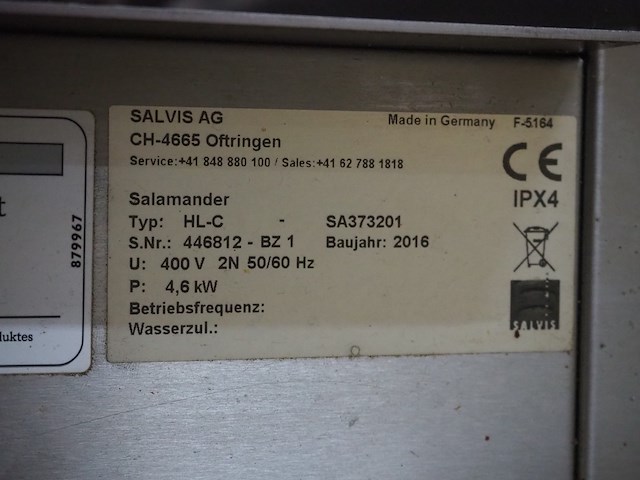 SALVIS AG
Made in Germany F-5164
CH-4665 Oftringen
Service:+41 848 880 100 / Sales:+41 62 788 1818
CE
IPX4
Salamander
Typ: HL-C - SA373201
S.Nr.: 446812 - BZ 1 Baujahr: 2016
U: 400 V 2N 50/60 Hz
P: 4,6 kW
Betriebsfrequenz:
Wasserzul.:
SALVIS
879967